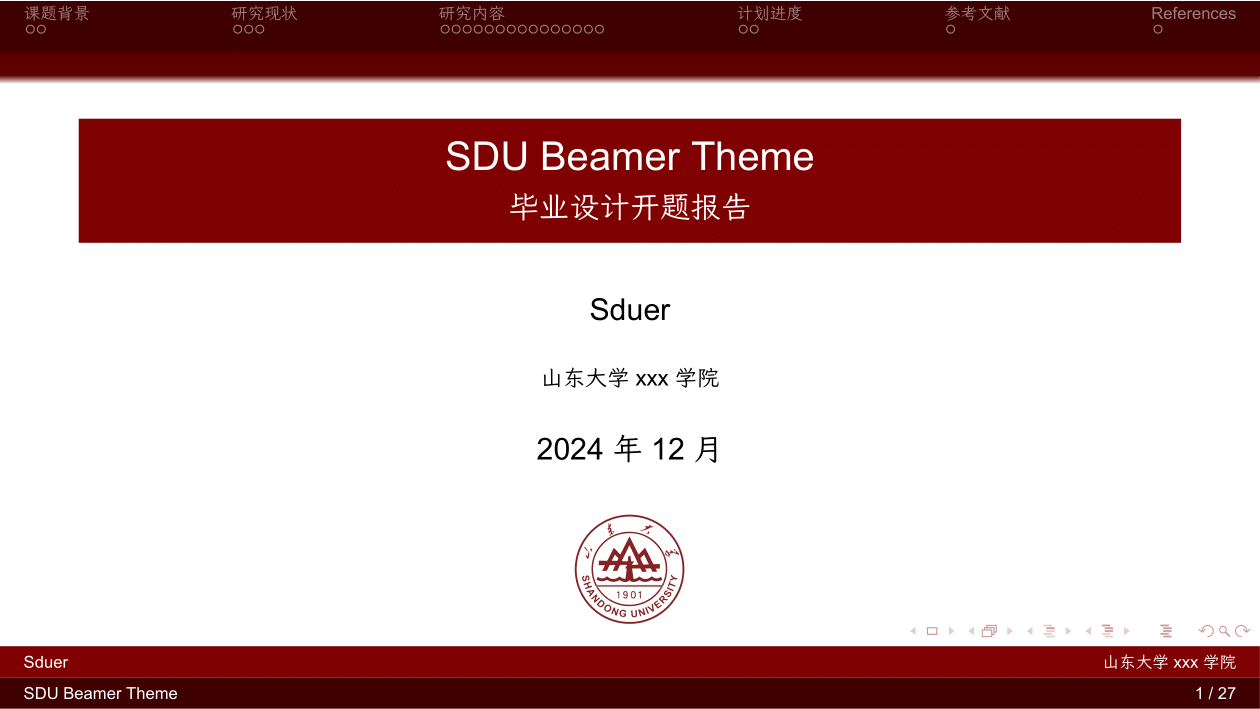 课题背景 研究现状 研究内容 计划进度 参考文献 References
SDU Beamer Theme
毕业设计开题报告
Sduer
山东大学 xxx 学院
2024 年 12 月
山东大学
1901
SHANDONG UNIVERSITY
Sduer 山东大学 xxx 学院
SDU Beamer Theme 1 / 27